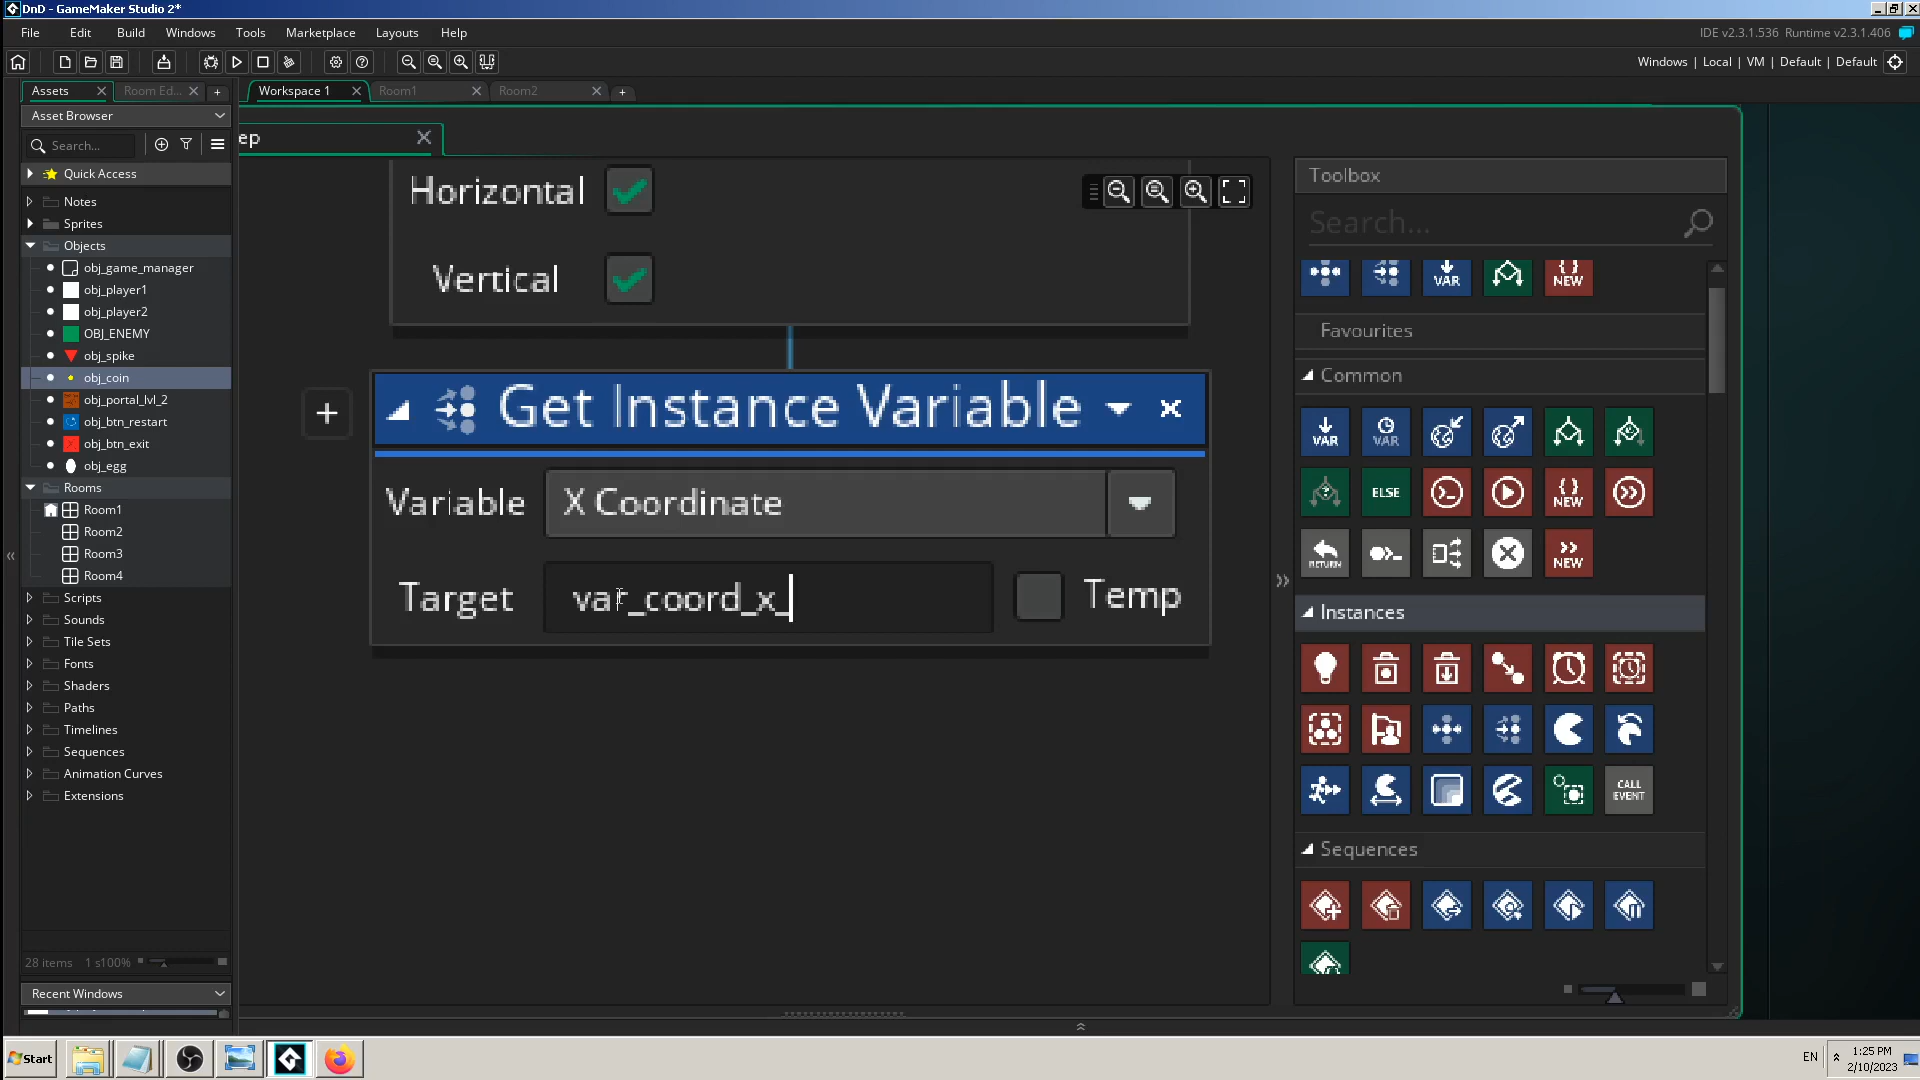 DnD - GameMaker Studio 2*
File Edit Build Windows Tools Marketplace Layouts Help
IDE v2.3.1.536 Runtime v2.3.1.406
Windows | Local | VM | Default | Default
Assets
Room Ed...
Workspace 1
Room1
Room2
Asset Browser
ep
Search...
Quick Access
Notes
Sprites
Objects
obj_game_manager
obj_player1
obj_player2
OBJ_ENEMY
obj_spike
obj_coin
obj_portal_lvl_2
obj_btn_restart
obj_btn_exit
obj_egg
Rooms
Room1
Room2
Room3
Room4
Scripts
Sounds
Tile Sets
Fonts
Shaders
Paths
Timelines
Sequences
Animation Curves
Extensions
28 items 1 s100%
Recent Windows
Horizontal
Vertical
Get Instance Variable
Variable X Coordinate
Target var_coord_x_ Temp
Toolbox
Search...
VAR
{ } NEW
Favourites
Common
VAR
VAR
ELSE
{ } NEW
RETURN
NEW
Instances
CALL EVENT
Sequences
Start
EN
1:25 PM
2/10/2023